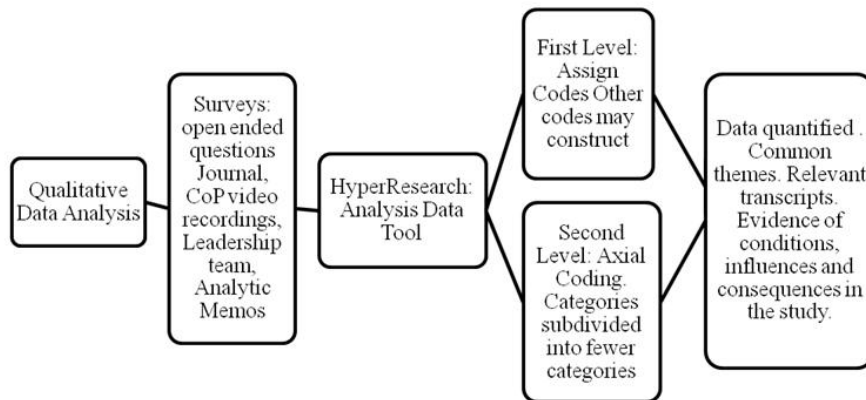 Qualitative
Data Analysis
Surveys:
open ended
questions
Journal,
CoP video
recordings,
Leadership
team,
Analytic
Memos
HyperResearch:
Analysis Data
Tool
First Level:
Assign
Codes Other
codes may
construct
Second
Level: Axial
Coding.
Categories
subdivided
into fewer
categories
Data quantified .
Common
themes. Relevant
transcripts.
Evidence of
conditions,
influences and
consequences in
the study.